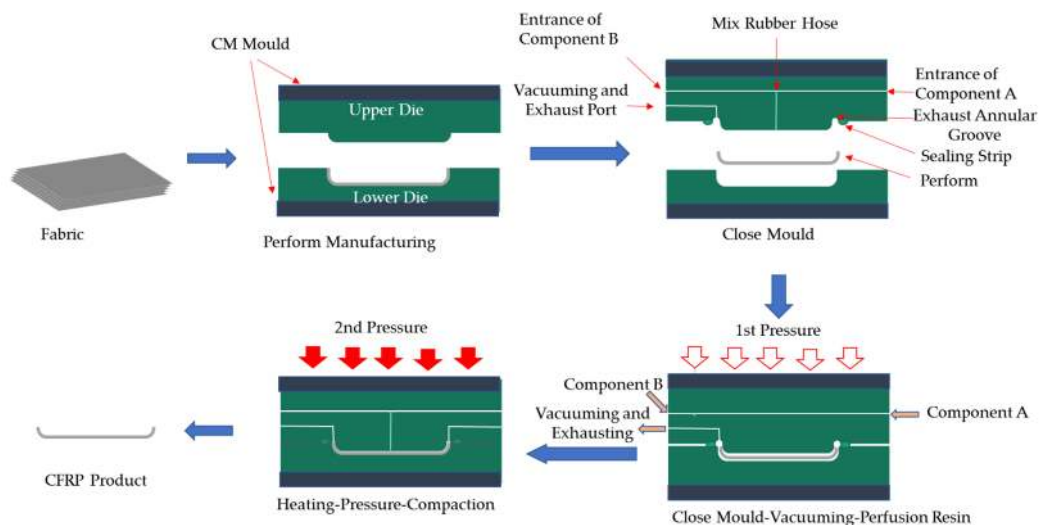 CM Mould
Upper Die
Lower Die
Fabric
Perform Manufacturing
Entrance of
Component B
Mix Rubber Hose
Vacuuming and
Exhaust Port
Entrance of
Component A
Exhaust Annular
Groove
Sealing Strip
Perform
Close Mould
1st Pressure
Component B
Vacuuming and
Exhausting
Component A
Close Mould-Vacuuming-Perfusion Resin
2nd Pressure
Heating-Pressure-Compaction
CFRP Product